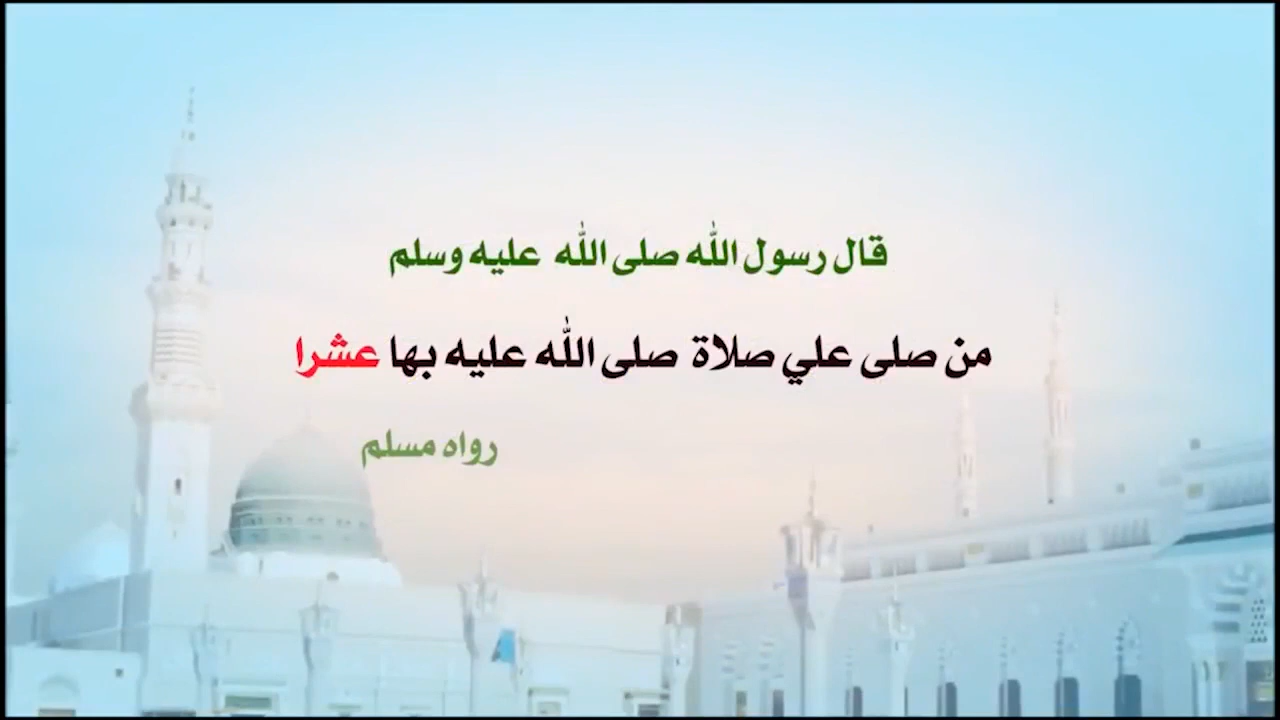 قال رسول الله صلى الله عليه وسلم
من صلى علي صلاة صلى الله عليه بها عشرا
رواه مسلم